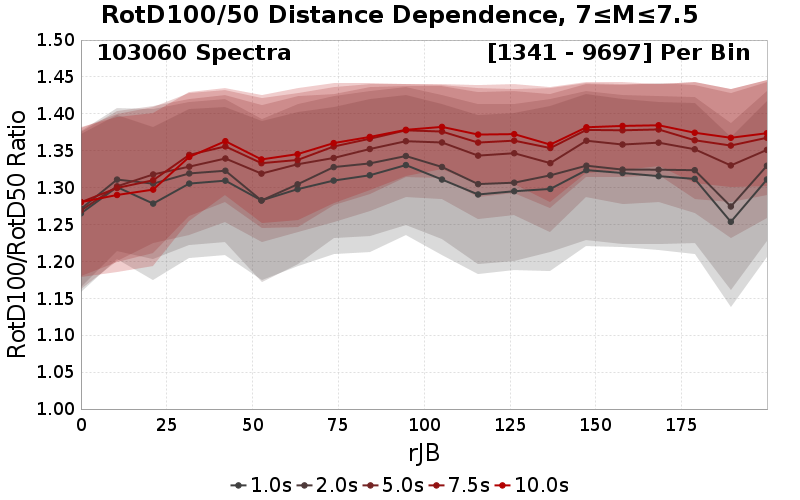 RotD100/50 Distance Dependence, 7≤M≤7.5
103060 Spectra [1341 - 9697] Per Bin
RotD100/RotD50 Ratio
1.50
1.45
1.40
1.35
1.30
1.25
1.20
1.15
1.10
1.05
1.00
0 25 50 75 100 125 150 175
rJB
1.0s 2.0s 5.0s 7.5s 10.0s